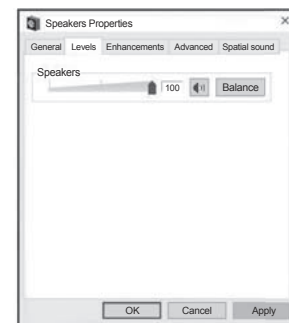 Speakers Properties
General Levels Enhancements Advanced Spatial sound
Speakers
100 Balance
OK Cancel Apply